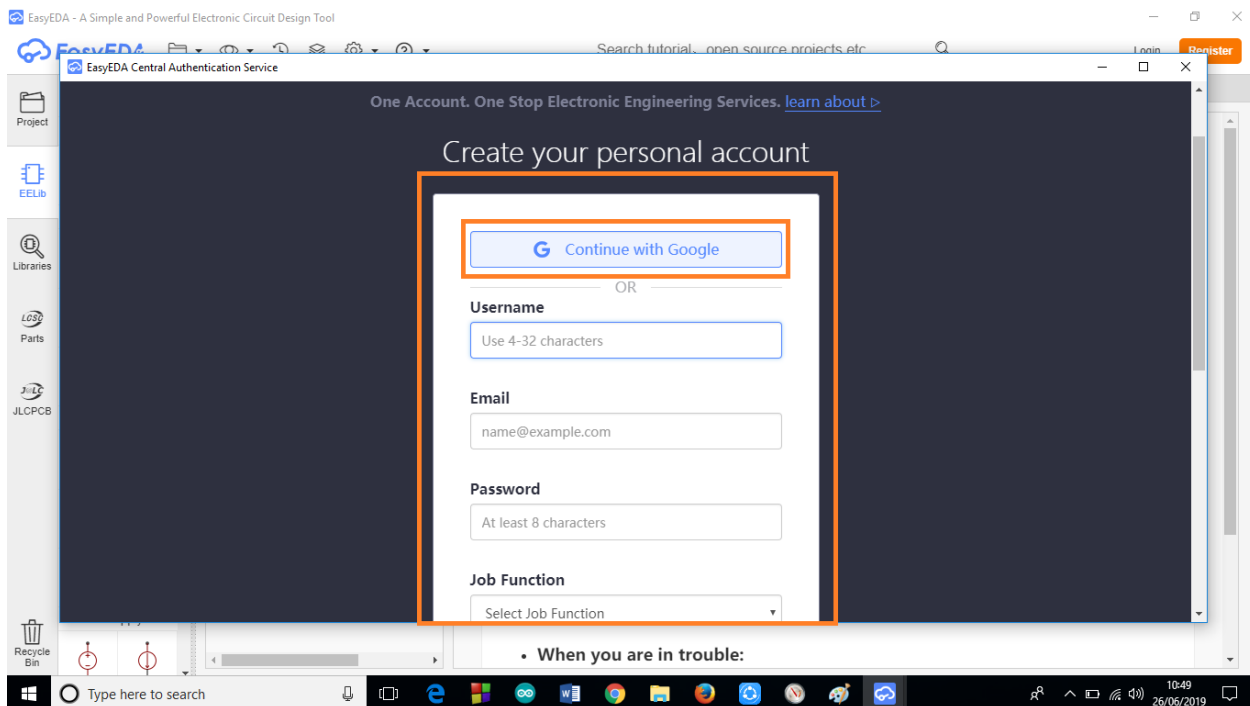 EasyEDA - A Simple and Powerful Electronic Circuit Design Tool
EasyEDA
Search tutorial, open source projects etc
Login
Register
EasyEDA Central Authentication Service
Project
EELib
Libraries
LCSC
Parts
JLC
JLCPCB
Recycle
Bin
One Account. One Stop Electronic Engineering Services. learn about ▷
Create your personal account
G Continue with Google
OR
Username
Use 4-32 characters
Email
name@example.com
Password
At least 8 characters
Job Function
Select Job Function
• When you are in trouble:
Type here to search
10:49
26/06/2019